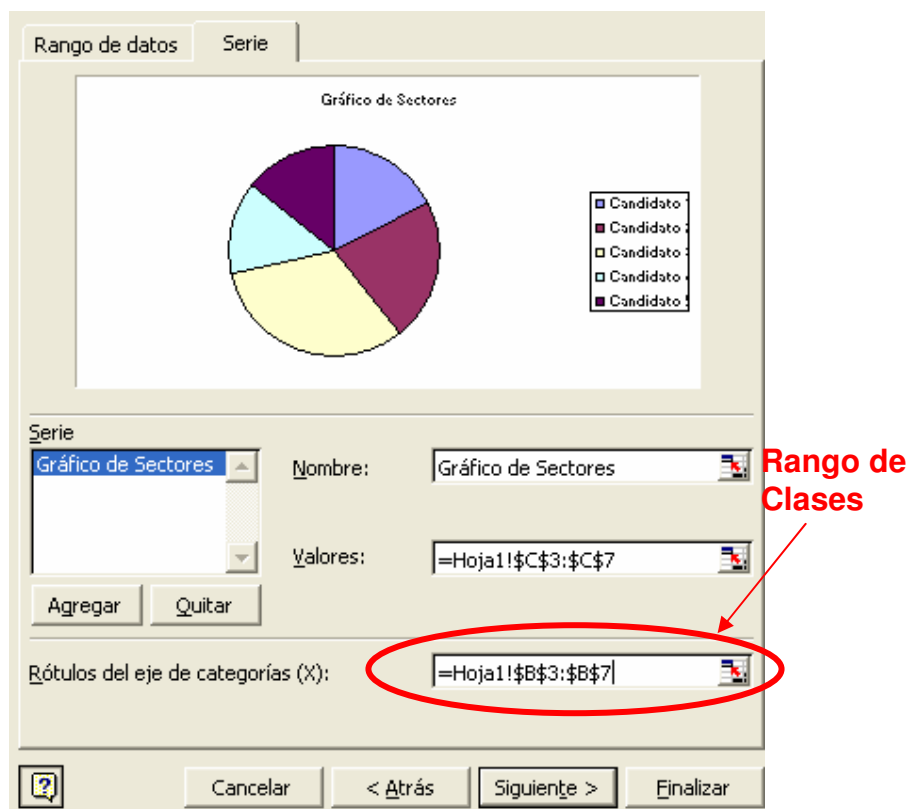 Rango de datos
Serie
Gráfico de Sectores
Candidato
Candidato
Candidato
Candidato
Candidato
Serie
Gráfico de Sectores
Nombre:
Gráfico de Sectores
Rango de
Clases
Valores:
=Hoja1!$C$3:$C$7
Agregar
Quitar
Rótulos del eje de categorías (X):
=Hoja1!$B$3:$B$7
Cancelar
< Atrás
Siguiente >
Finalizar